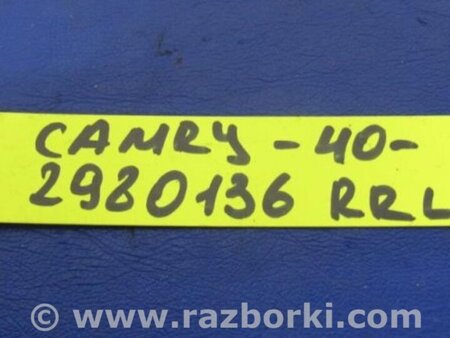 CAMRY -40-
2980136 RRL
© www.razborki.com